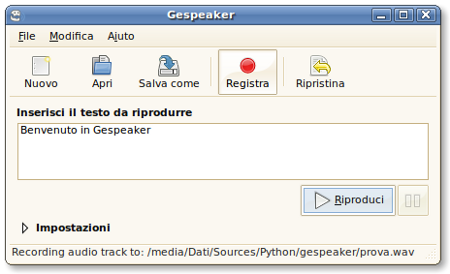 Gespeaker
File Modifica Aiuto
Nuovo Apri Salva come Registra Ripristina
Inserisci il testo da riprodurre
Benvenuto in Gespeaker
Riproduci
Impostazioni
Recording audio track to: /media/Dati/Sources/Python/gespeaker/prova.wav